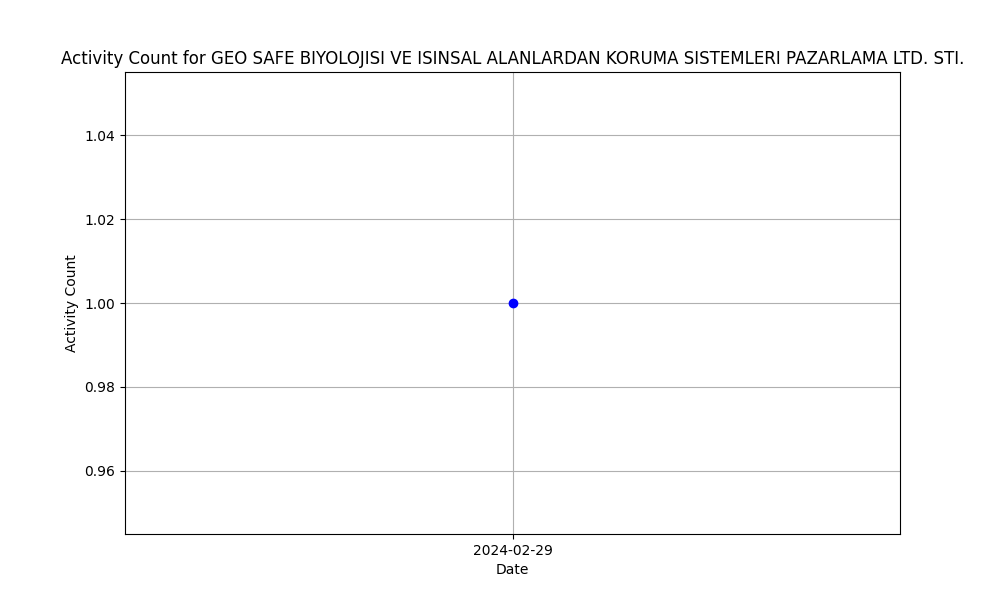 Activity Count for GEO SAFE BIYOLOJISI VE ISINSAL ALANLARDAN KORUMA SISTEMLERI PAZARLAMA LTD. STI.
1.04
1.02
1.00
0.98
0.96
Activity Count
2024-02-29
Date